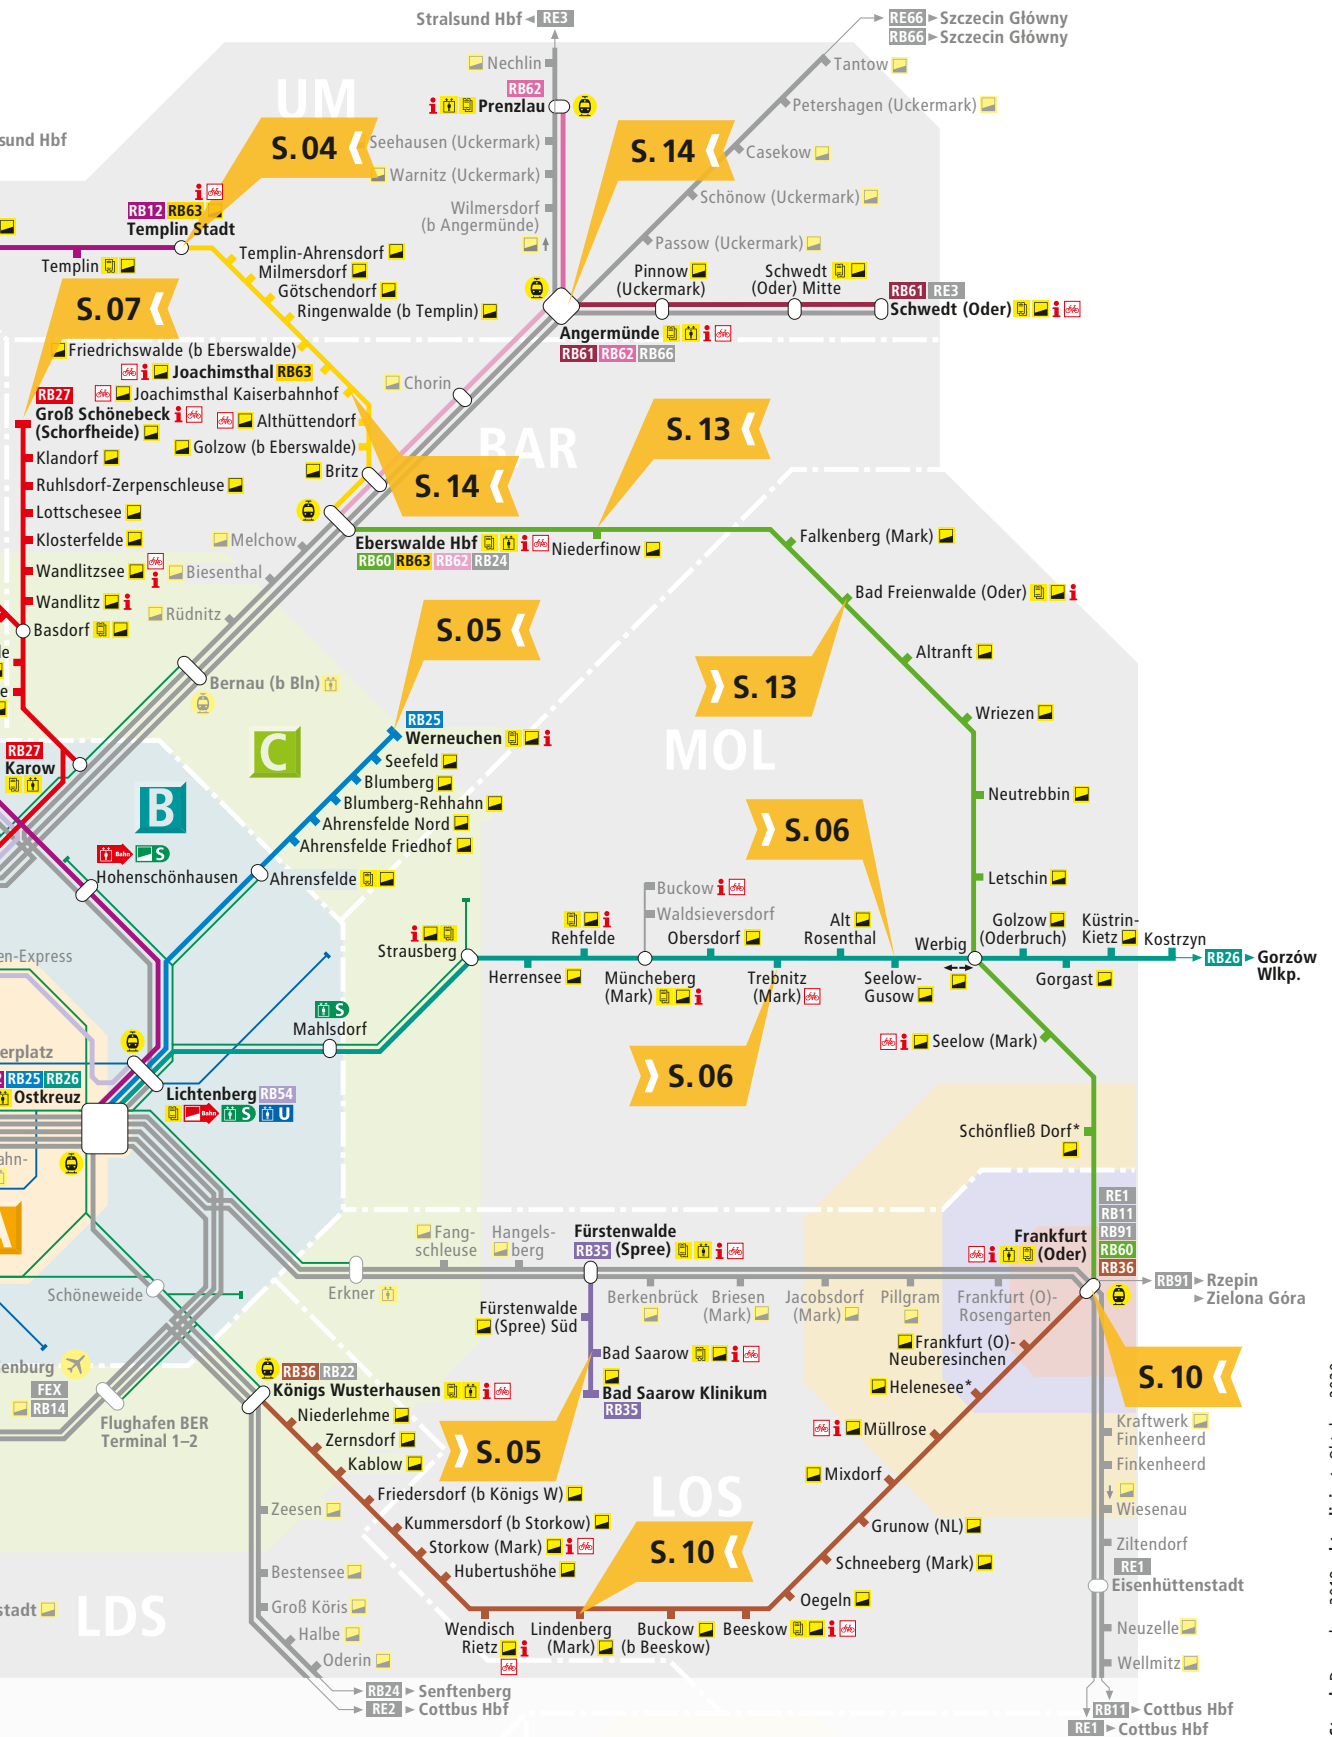 Stralsund Hbf RE3
RE66 Szczecin Główny
RB66 Szczecin Główny
Nechlin
Tantow
UM
RB62
Prenzlau
Petershagen (Uckermark)
sund Hbf
S. 04
Seehausen (Uckermark)
S. 14
Casekow
Warnitz (Uckermark)
Schönow (Uckermark)
RB12 RB63
Templin Stadt
Wilmersdorf
(b Angermünde)
Passow (Uckermark)
Templin-Ahrensdorf
Templin
Milmersdorf
Pinnow
(Uckermark)
Schwedt
(Oder) Mitte
Götschendorf
RB61 RE3
Schwedt (Oder)
S. 07
Ringenwalde (b Templin)
Angermünde
RB61 RB62 RB66
Friedrichswalde (b Eberswalde)
Joachimsthal RB63
Chorin
RB27
Joachimsthal Kaiserbahnhof
Groß Schönebeck
(Schorfheide)
Althüttendorf
S. 13
BAR
Golzow (b Eberswalde)
Klandorf
Britz
S. 14
Ruhlsdorf-Zerpenschleuse
Lottschesee
Klosterfelde
Melchow
Eberswalde Hbf
RB60 RB63 RB62 RB24
Niederfinow
Falkenberg (Mark)
Wandlitzsee
Biesenthal
Bad Freienwalde (Oder)
Wandlitz
Rüdnitz
Basdorf
S. 05
Altranft
le
Bernau (b Bln)
S. 13
e
Wriezen
RB25
Werneuchen
MOL
RB27
Karow
C
Seefeld
Blumberg
Neutrebbin
B
Blumberg-Rehhahn
Ahrensfelde Nord
S. 06
Ahrensfelde Friedhof
Bahn S
Hohenschönhausen
Ahrensfelde
Letschin
Buckow
Waldsieversdorf
Rehfelde
Obersdorf
Alt
Rosenthal
Golzow
(Oderbruch)
Küstrin-
Kietz
Kostrzyn
en-Express
Strausberg
Werbig
RB26 Gorzów
Wlkp.
Herrensee
Müncheberg
(Mark)
Trebnitz
(Mark)
Seelow-
Gusow
Gorgast
S
Mahlsdorf
Seelow (Mark)
erplatz
S. 06
2 RB25 RB26
Ostkreuz
Lichtenberg RB54
Bahn S U
Schönfließ Dorf*
ahn-
A
RE1
RB11
RB91
RB60
RB36
Frankfurt
(Oder)
Fang-
schleuse
Hangels-
berg
Fürstenwalde
RB35 (Spree)
RB91 Rzepin
Zielona Góra
Schöneweide
Erkner
Berkenbrück
Briesen
(Mark)
Jacobsdorf
(Mark)
Pillgram
Frankfurt (O)-
Rosengarten
Fürstenwalde
(Spree) Süd
Frankfurt (O)-
Neuberesinchen
enburg
Bad Saarow
RB36 RB22
Königs Wusterhausen
S. 10
Helenesee*
FEX
RB14
Bad Saarow Klinikum
RB35
Flughafen BER
Terminal 1–2
Niederlehme
Kraftwerk
Finkenheerd
Müllrose
Zernsdorf
S. 05
Kablow
Finkenheerd
Mixdorf
Friedersdorf (b Königs W)
LOS
Zeesen
Wiesenau
Kummersdorf (b Storkow)
Grunow (NL)
Storkow (Mark)
S. 10
Ziltendorf
RE1
Hubertushöhe
Schneeberg (Mark)
Bestensee
Eisenhüttenstadt
Oegeln
stadt
LDS
Groß Köris
Wendisch
Rietz
Lindenberg
(Mark)
Buckow
(b Beeskow)
Beeskow
Neuzelle
Halbe
Oderin
Wellmitz
RB24 Senftenberg
RE2 Cottbus Hbf
RB11 Cottbus Hbf
RE1 Cottbus Hbf